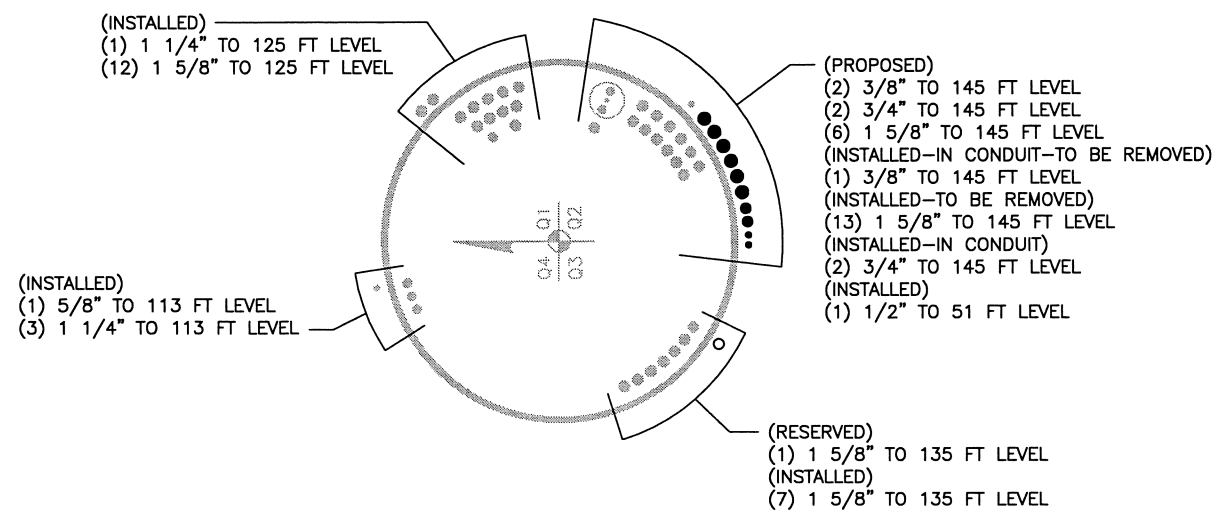 (INSTALLED)
(1) 1 1/4" TO 125 FT LEVEL
(12) 1 5/8" TO 125 FT LEVEL
(PROPOSED)
(2) 3/8" TO 145 FT LEVEL
(2) 3/4" TO 145 FT LEVEL
(6) 1 5/8" TO 145 FT LEVEL
(INSTALLED-IN CONDUIT-TO BE REMOVED)
(1) 3/8" TO 145 FT LEVEL
(INSTALLED-TO BE REMOVED)
(13) 1 5/8" TO 145 FT LEVEL
(INSTALLED-IN CONDUIT)
(2) 3/4" TO 145 FT LEVEL
(INSTALLED)
(1) 1/2" TO 51 FT LEVEL
Q1 Q2
Q4 Q3
(INSTALLED)
(1) 5/8" TO 113 FT LEVEL
(3) 1 1/4" TO 113 FT LEVEL
(RESERVED)
(1) 1 5/8" TO 135 FT LEVEL
(INSTALLED)
(7) 1 5/8" TO 135 FT LEVEL